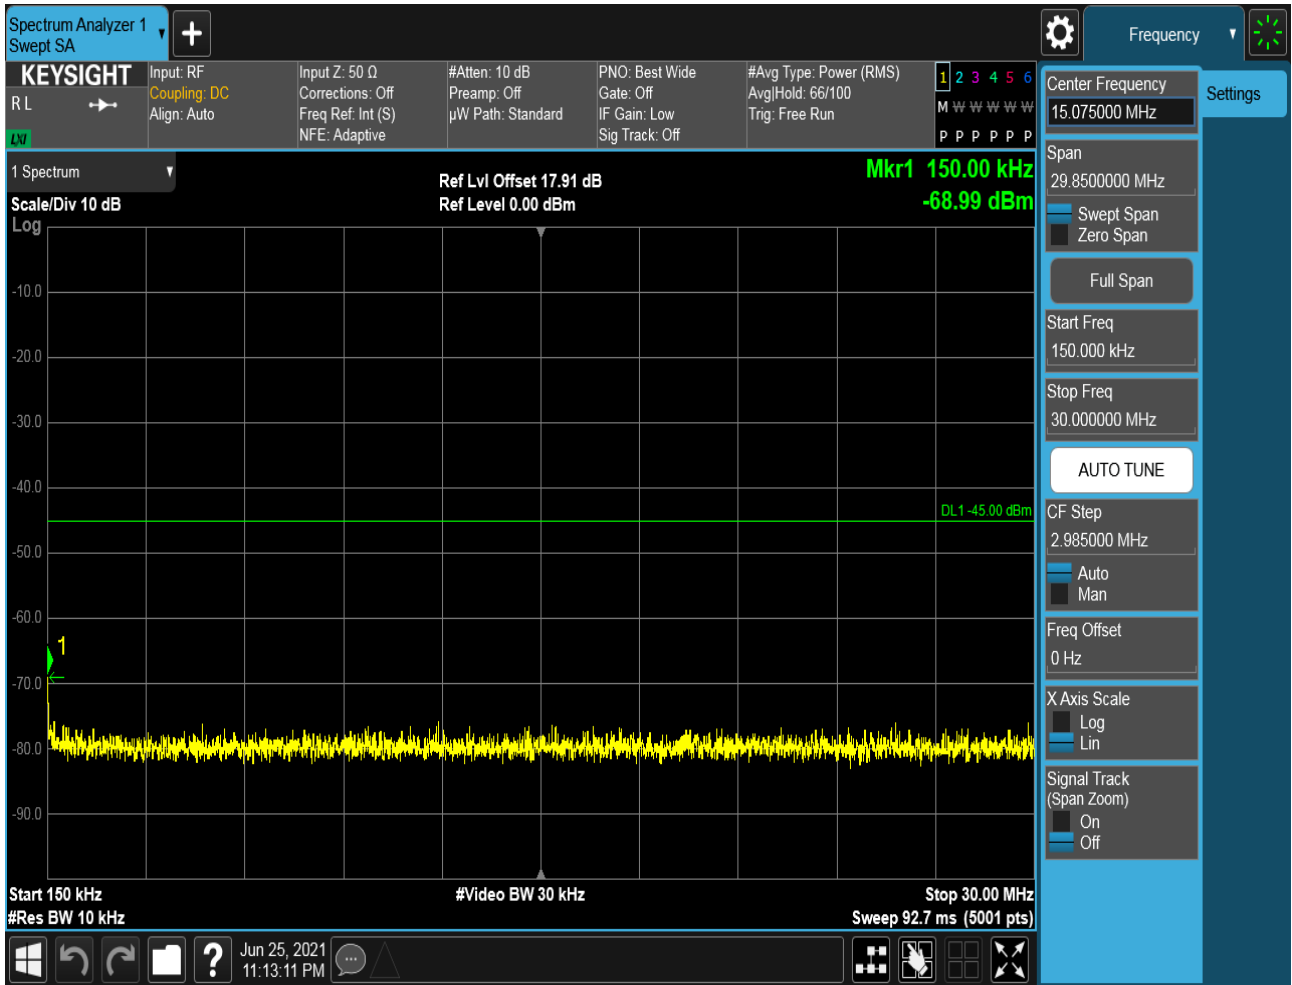 Spectrum Analyzer 1
Swept SA
Frequency
KEYSIGHT
R L
LXI
Input: RF
Coupling: DC
Align: Auto
Input Z: 50 Ω
Corrections: Off
Freq Ref: Int (S)
NFE: Adaptive
#Atten: 10 dB
Preamp: Off
µW Path: Standard
PNO: Best Wide
Gate: Off
IF Gain: Low
Sig Track: Off
#Avg Type: Power (RMS)
Avg|Hold: 66/100
Trig: Free Run
1 2 3 4 5 6
M W W W W W
P P P P P P
1 Spectrum
Scale/Div 10 dB
Log
Ref Lvl Offset 17.91 dB
Ref Level 0.00 dBm
Mkr1 150.00 kHz
-68.99 dBm
-10.0
-20.0
-30.0
-40.0
DL1 -45.00 dBm
-50.0
-60.0
1
-70.0
-80.0
-90.0
Start 150 kHz
#Video BW 30 kHz
Stop 30.00 MHz
#Res BW 10 kHz
Sweep 92.7 ms (5001 pts)
Center Frequency
15.075000 MHz
Settings
Span
29.8500000 MHz
Swept Span
Zero Span
Full Span
Start Freq
150.000 kHz
Stop Freq
30.000000 MHz
AUTO TUNE
CF Step
2.985000 MHz
Auto
Man
Freq Offset
0 Hz
X Axis Scale
Log
Lin
Signal Track
(Span Zoom)
On
Off
?
Jun 25, 2021
11:13:11 PM